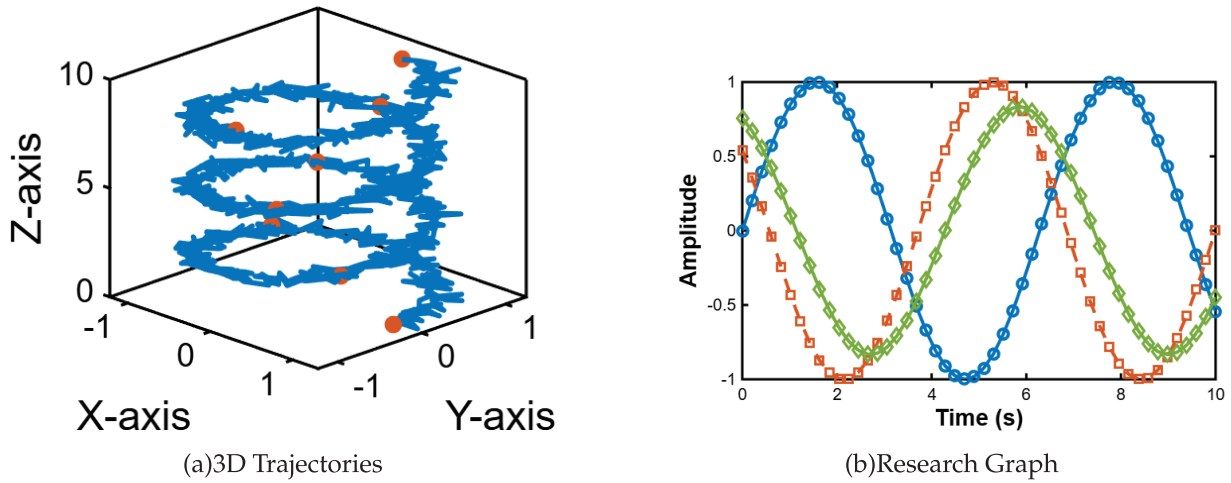 10
5
0
Z-axis
-1
0
1
X-axis
-1
0
1
Y-axis
(a)3D Trajectories
1
0.5
0
-0.5
-1
Amplitude
0
2
4
6
8
10
Time (s)
(b)Research Graph